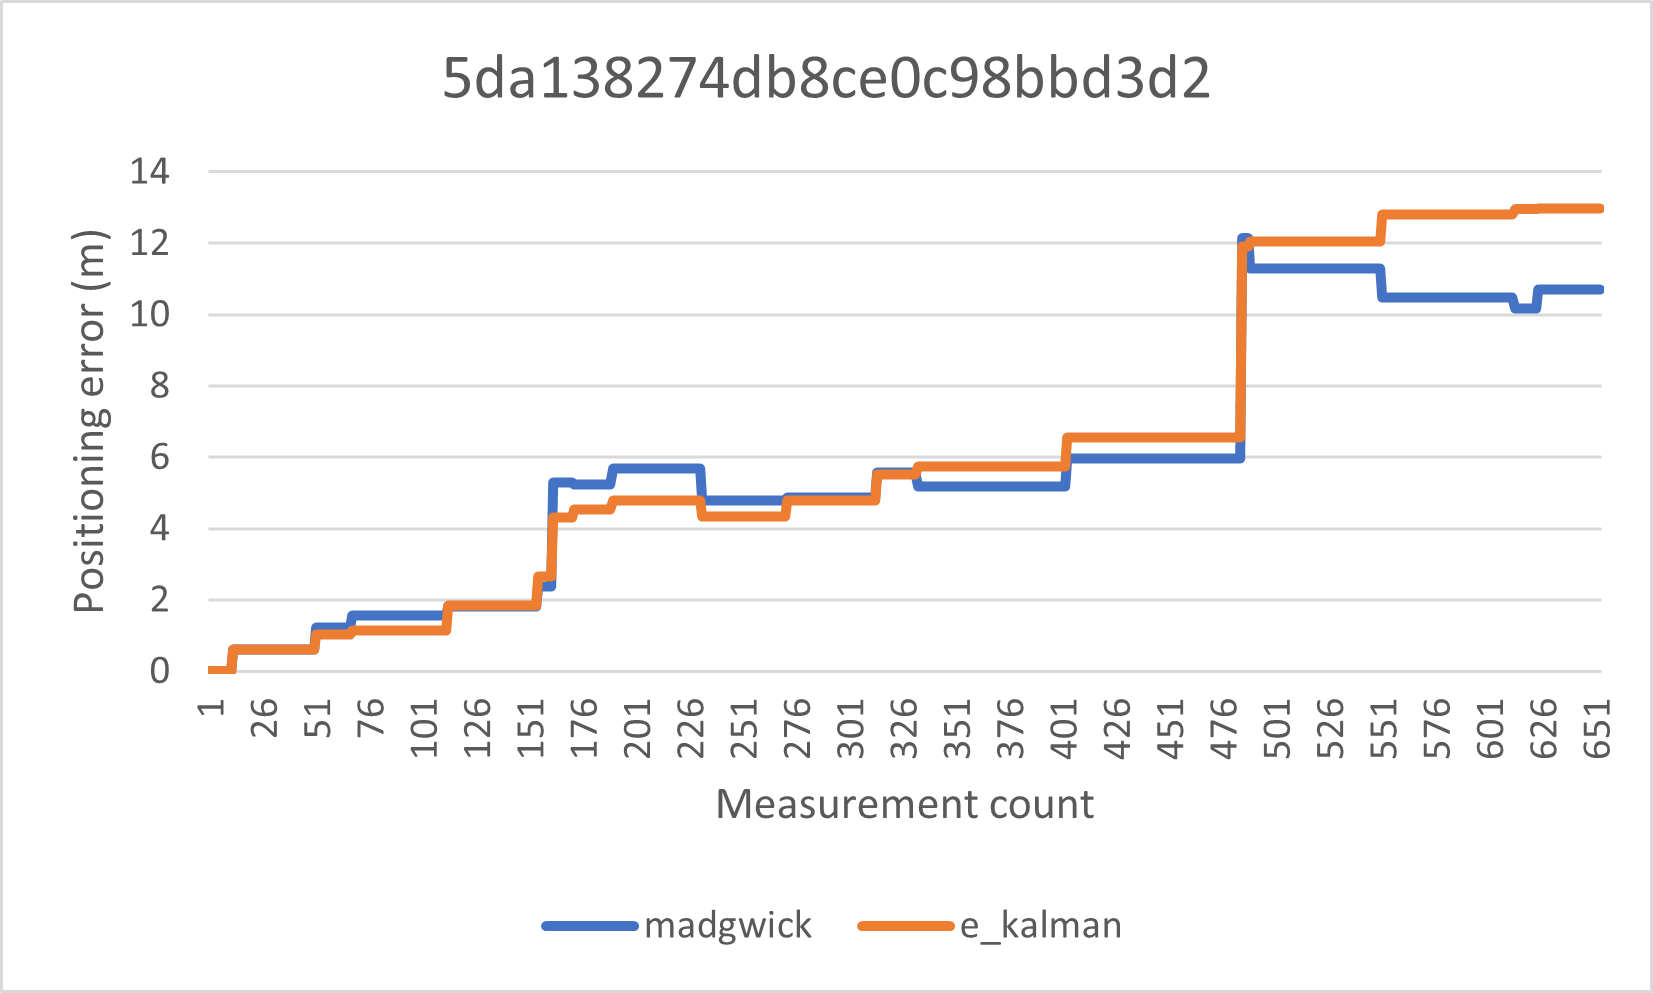 5da138274db8ce0c98bbd3d2
14
12
10
8
6
4
2
0
Positioning error (m)
1 26 51 76 101 126 151 176 201 226 251 276 301 326 351 376 401 426 451 476 501 526 551 576 601 626 651
Measurement count
madgwick e_kalman